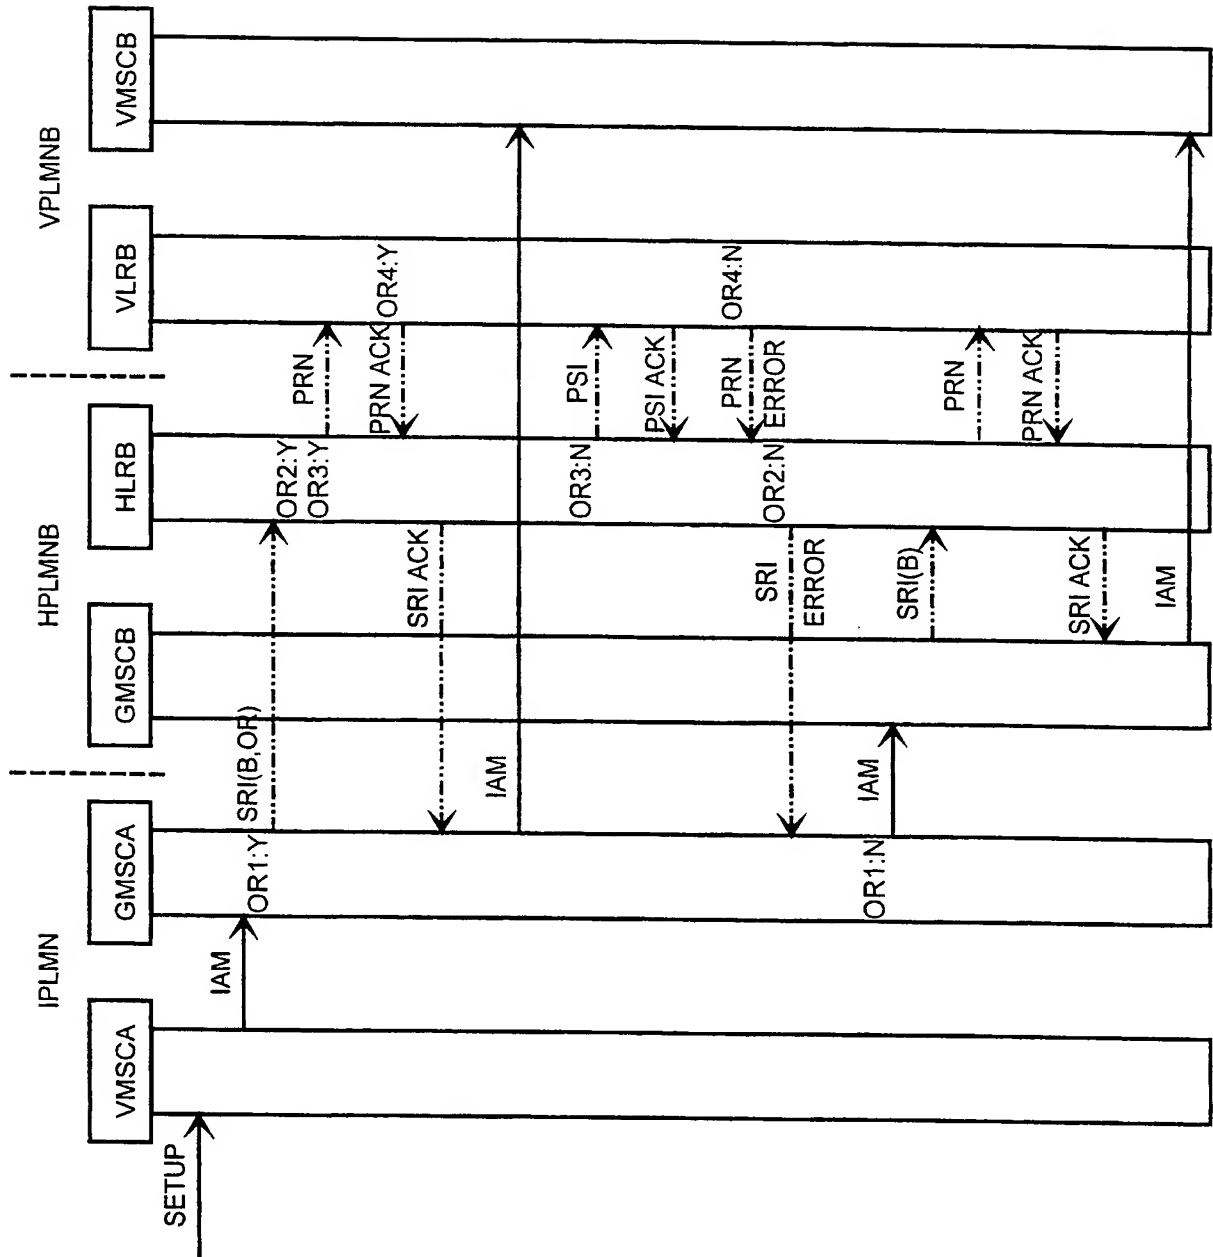 IPLMN
HPLMNB
VPLMNB
VMSCA
GMSCA
GMSCB
HLRB
VLRB
VMSCB
SETUP
IAM
OR1:Y
SRI(B,OR)
OR2:Y
OR3:Y
PRN
PRN ACK
OR4:Y
SRI ACK
IAM
OR3:N
PSI
PSI ACK
PRN
ERROR
OR4:N
OR2:N
SRI
ERROR
OR1:N
IAM
SRI(B)
PRN
PRN ACK
SRI ACK
IAM